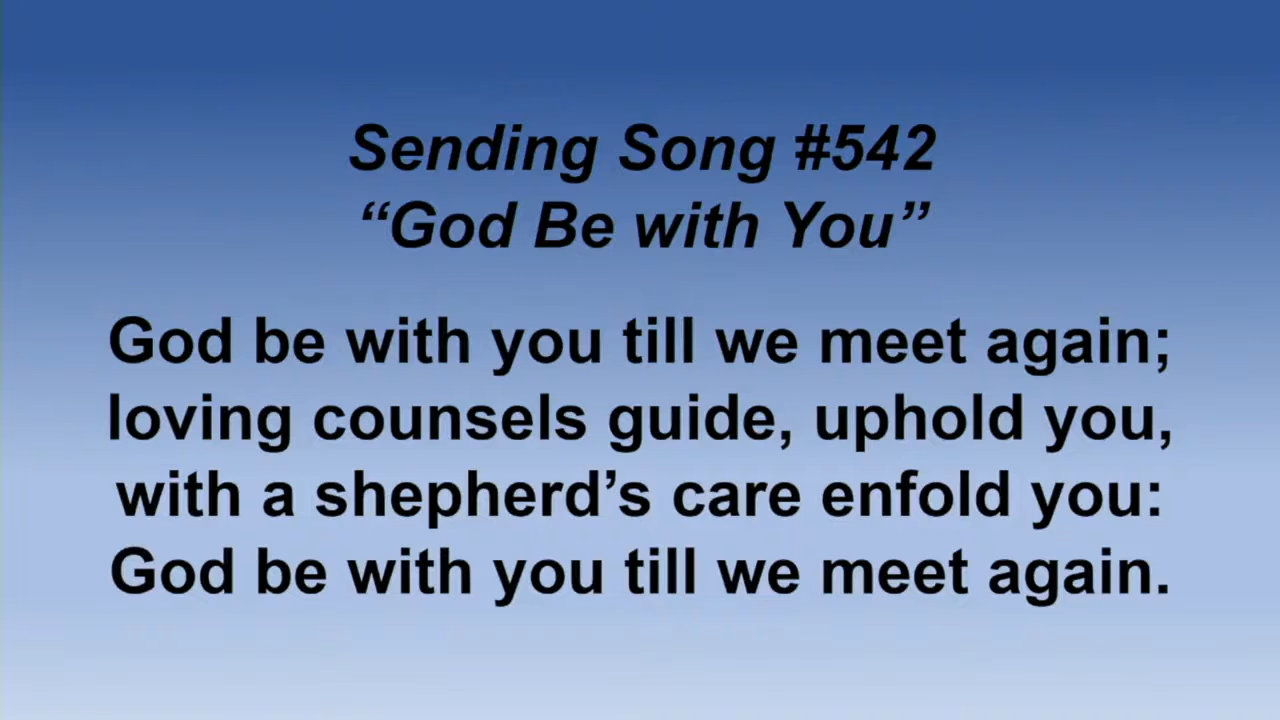 Sending Song #542
“God Be with You”
God be with you till we meet again;
loving counsels guide, uphold you,
with a shepherd’s care enfold you:
God be with you till we meet again.